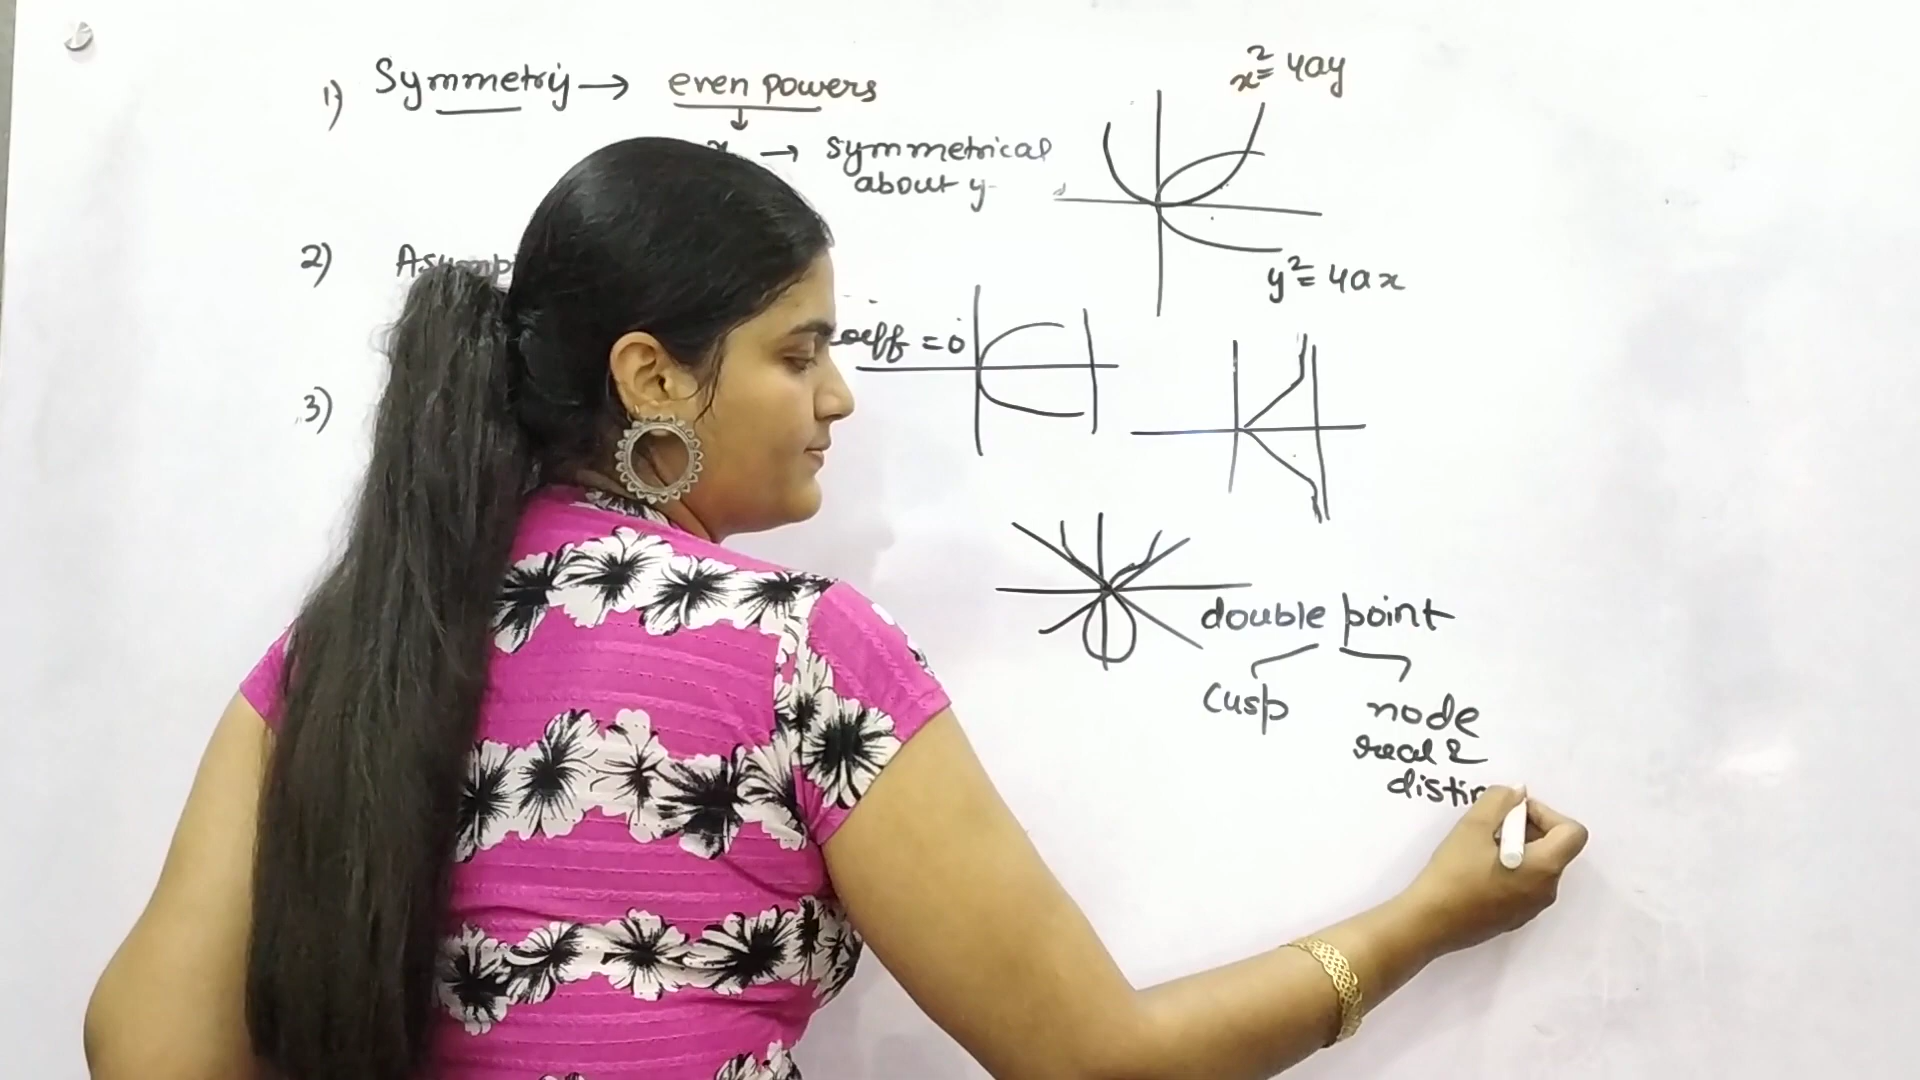 1) Symmetry → even powers
x → symmetrical
about y-
x² = 4ay
y² = 4ax
2)
coeff = 0
3)
double point
cusp
node
real &